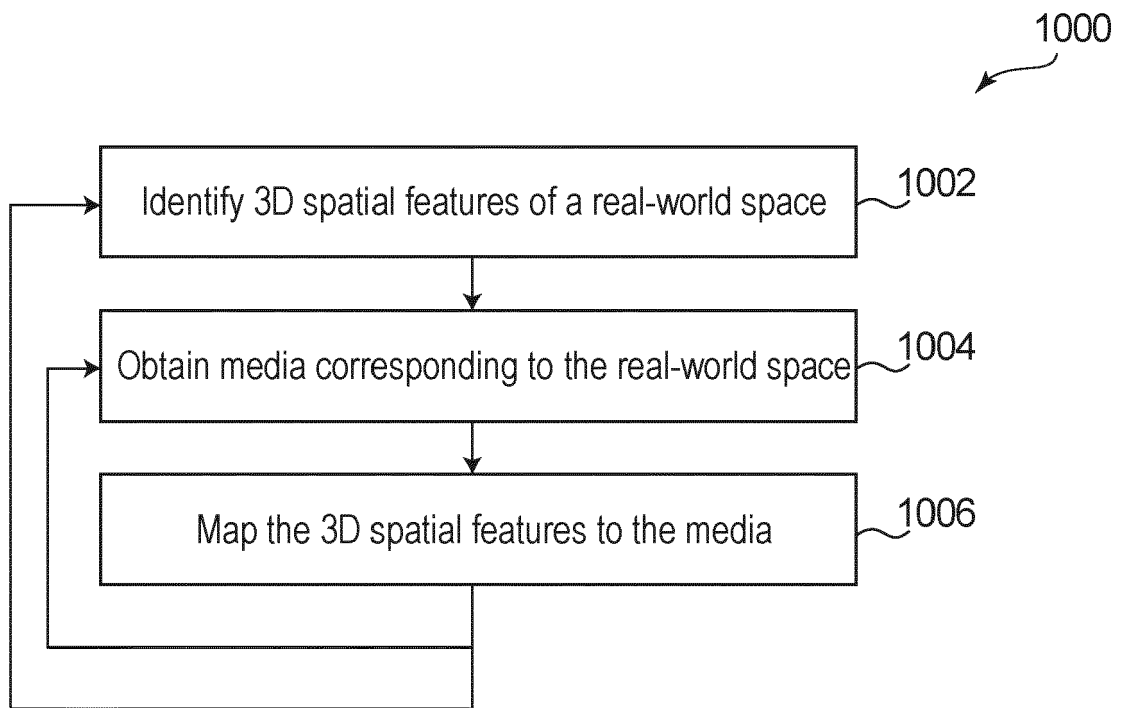 1000
Identify 3D spatial features of a real-world space
1002
Obtain media corresponding to the real-world space
1004
Map the 3D spatial features to the media
1006